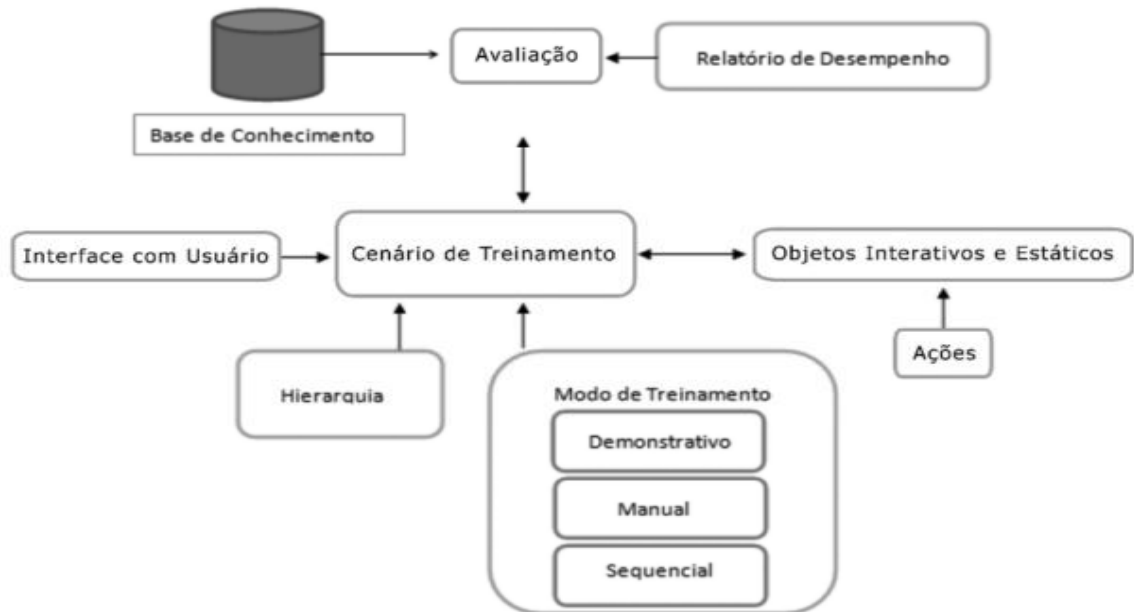 Avaliação
Relatório de Desempenho
Base de Conhecimento
Interface com Usuário
Cenário de Treinamento
Objetos Interativos e Estáticos
Ações
Hierarquia
Modo de Treinamento
Demonstrativo
Manual
Sequencial